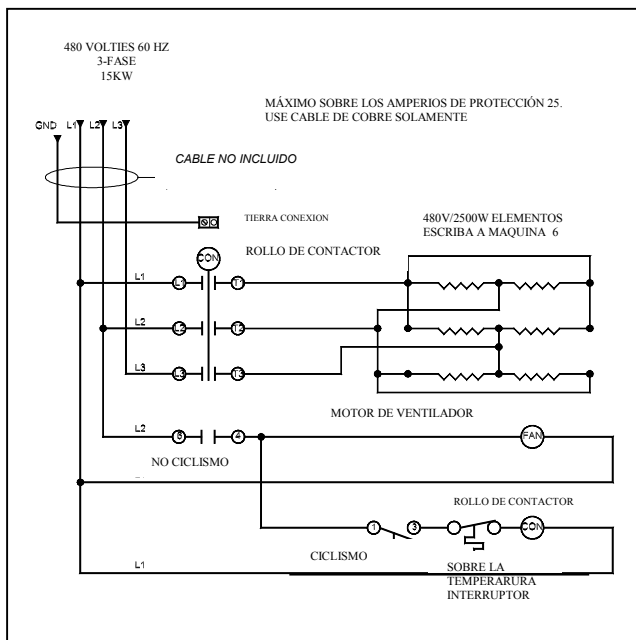 480 VOLTIES 60 HZ
3-FASE
15KW
MÁXIMO SOBRE LOS AMPERIOS DE PROTECCIÓN 25.
USE CABLE DE COBRE SOLAMENTE
GND L1 L2 L3
CABLE NO INCLUIDO
TIERRA CONEXION
480V/2500W ELEMENTOS
ESCRIBA A MAQUINA 6
ROLLO DE CONTACTOR
CON
L1 L1 T1
L2 L2 T2
L3 L3 T3
MOTOR DE VENTILADOR
L2 6 4 FAN
NO CICLISMO
ROLLO DE CONTACTOR
1 3 CON
CICLISMO
L1
SOBRE LA
TEMPERARURA
INTERRUPTOR